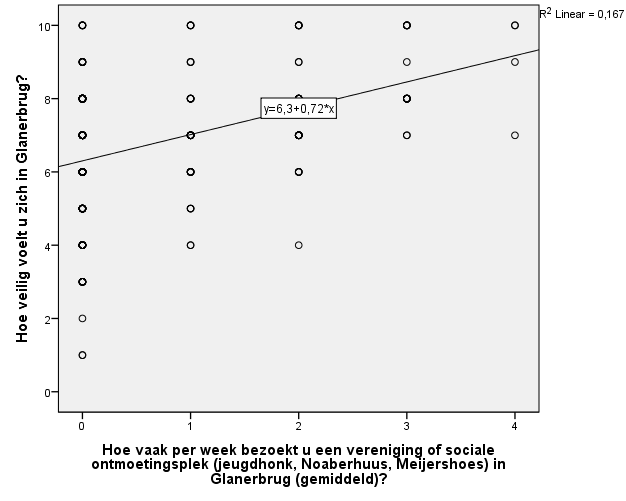 R² Linear = 0,167
10
8
6
4
2
0
y=6,3+0,72*x
0
1
2
3
4
Hoe veilig voelt u zich in Glanerbrug?
Hoe vaak per week bezoekt u een vereniging of sociale
ontmoetingsplek (jeugdhonk, Noaberhuus, Meijershoes) in
Glanerbrug (gemiddeld)?